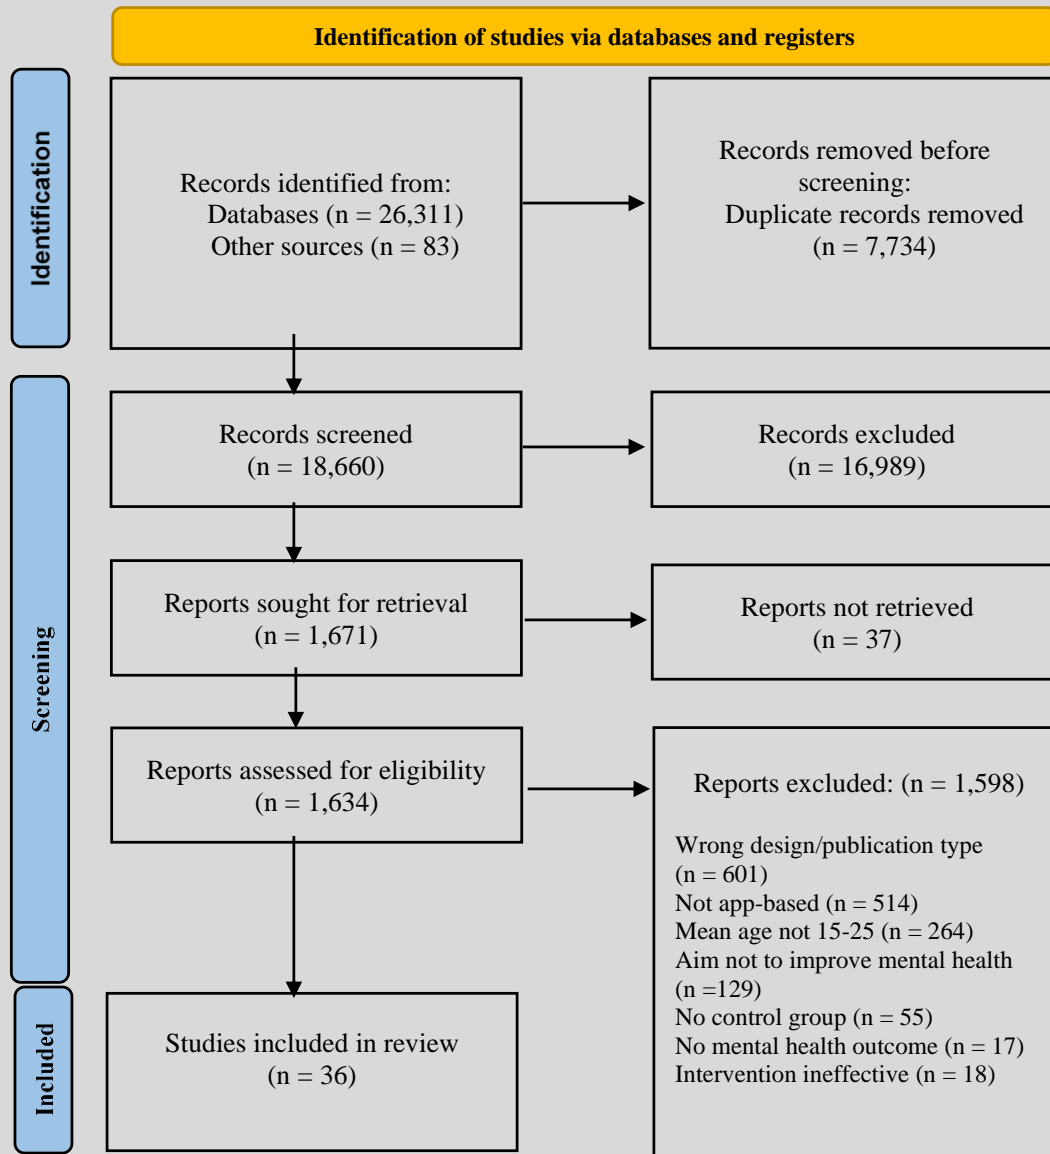 Identification of studies via databases and registers
Identification
Records identified from:
Databases (n = 26,311)
Other sources (n = 83)
Records removed before
screening:
Duplicate records removed
(n = 7,734)
Screening
Records screened
(n = 18,660)
Records excluded
(n = 16,989)
Reports sought for retrieval
(n = 1,671)
Reports not retrieved
(n = 37)
Reports assessed for eligibility
(n = 1,634)
Reports excluded: (n = 1,598)
Wrong design/publication type
(n = 601)
Not app-based (n = 514)
Mean age not 15-25 (n = 264)
Aim not to improve mental health
(n =129)
No control group (n = 55)
No mental health outcome (n = 17)
Intervention ineffective (n = 18)
Included
Studies included in review
(n = 36)